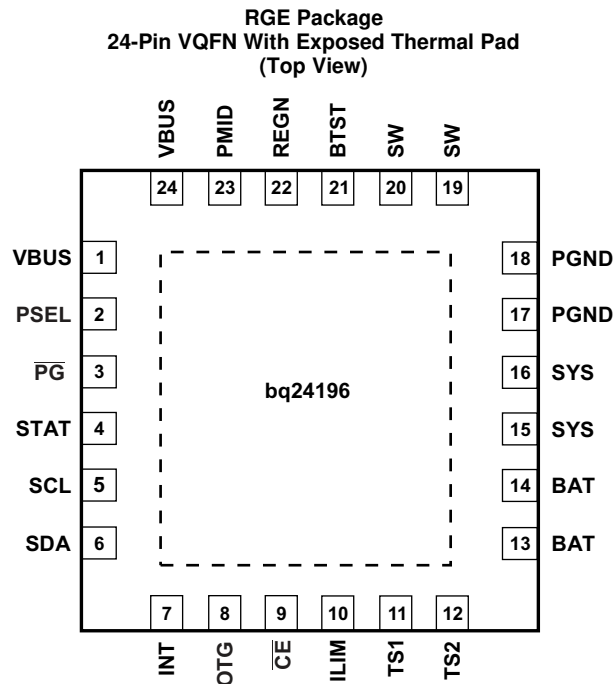 RGE Package
24-Pin VQFN With Exposed Thermal Pad
(Top View)
VBUS PMID REGN BTST SW SW
24 23 22 21 20 19
VBUS 1 18 PGND
PSEL 2 17 PGND
P̅G̅ 3 16 SYS
bq24196
STAT 4 15 SYS
SCL 5 14 BAT
SDA 6 13 BAT
7 8 9 10 11 12
INT OTG C̅E̅ ILIM TS1 TS2